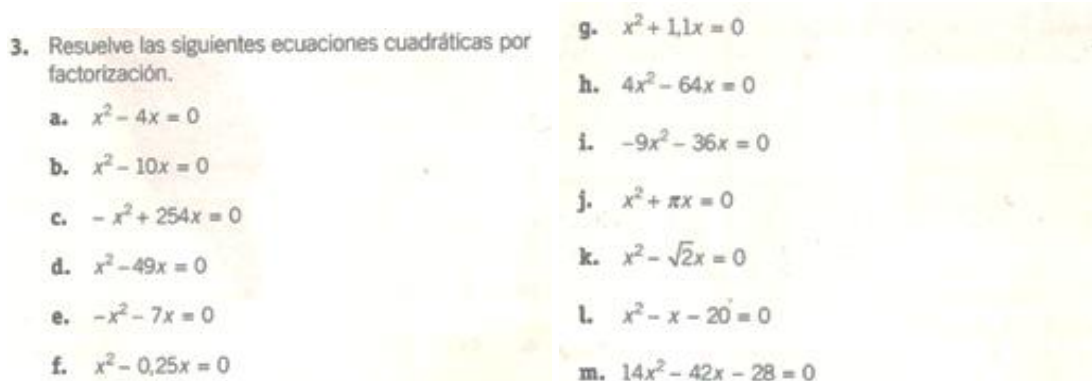 3. Resuelve las siguientes ecuaciones cuadráticas por
factorización.
a. x² – 4x = 0
b. x² – 10x = 0
c. – x² + 254x = 0
d. x² –49x = 0
e. –x² – 7x = 0
f. x² – 0,25x = 0
g. x² + 1,1x = 0
h. 4x² – 64x = 0
i. –9x² – 36x = 0
j. x² + πx = 0
k. x² – √2x = 0
l. x² – x – 20 = 0
m. 14x² – 42x – 28 = 0